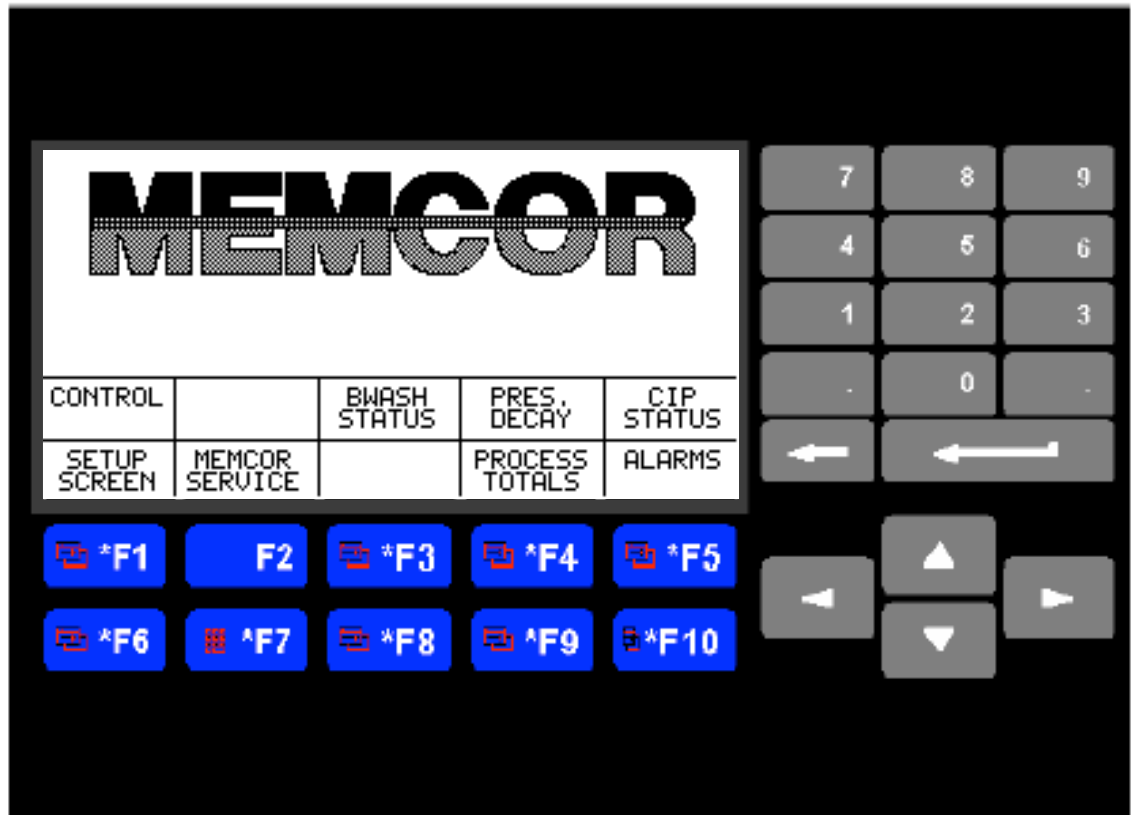 MEMCOR
7 8 9
4 5 6
1 2 3
. 0 .
CONTROL
BWASH STATUS
PRES. DECAY
CIP STATUS
SETUP SCREEN
MEMCOR SERVICE
PROCESS TOTALS
ALARMS
*F1 F2 *F3 *F4 *F5
*F6 ^F7 *F8 ^F9 *F10